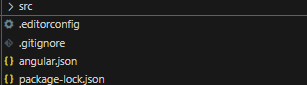 src
.editorconfig
.gitignore
angular.json
package-lock.json